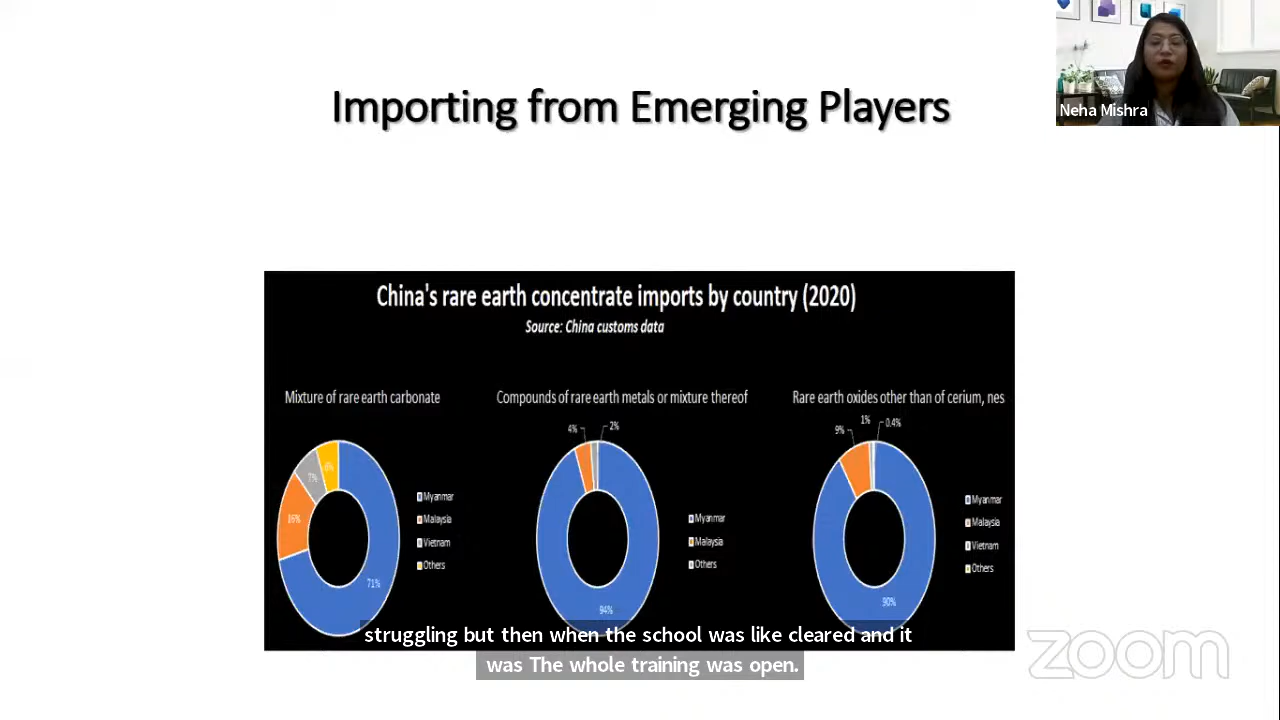 Neha Mishra
Importing from Emerging Players
China's rare earth concentrate imports by country (2020)
Source: China customs data
Mixture of rare earth carbonate
7%
6%
16%
71%
Myanmar
Malaysia
Vietnam
Others
Compounds of rare earth metals or mixture thereof
4%
2%
94%
Myanmar
Malaysia
Others
Rare earth oxides other than of cerium, nes
9%
1%
0.4%
90%
Myanmar
Malaysia
Vietnam
Others
struggling but then when the school was like cleared and it
was The whole training was open.
zoom